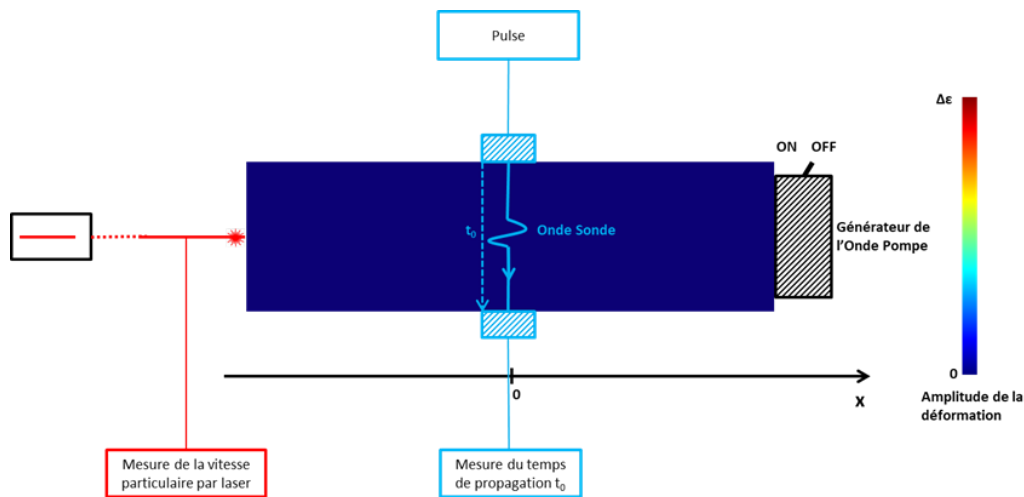 Pulse
Δε
ON OFF
t₀
Onde Sonde
Générateur de
l'Onde Pompe
0
0
x
Amplitude de la
déformation
Mesure de la vitesse
particulaire par laser
Mesure du temps
de propagation t₀